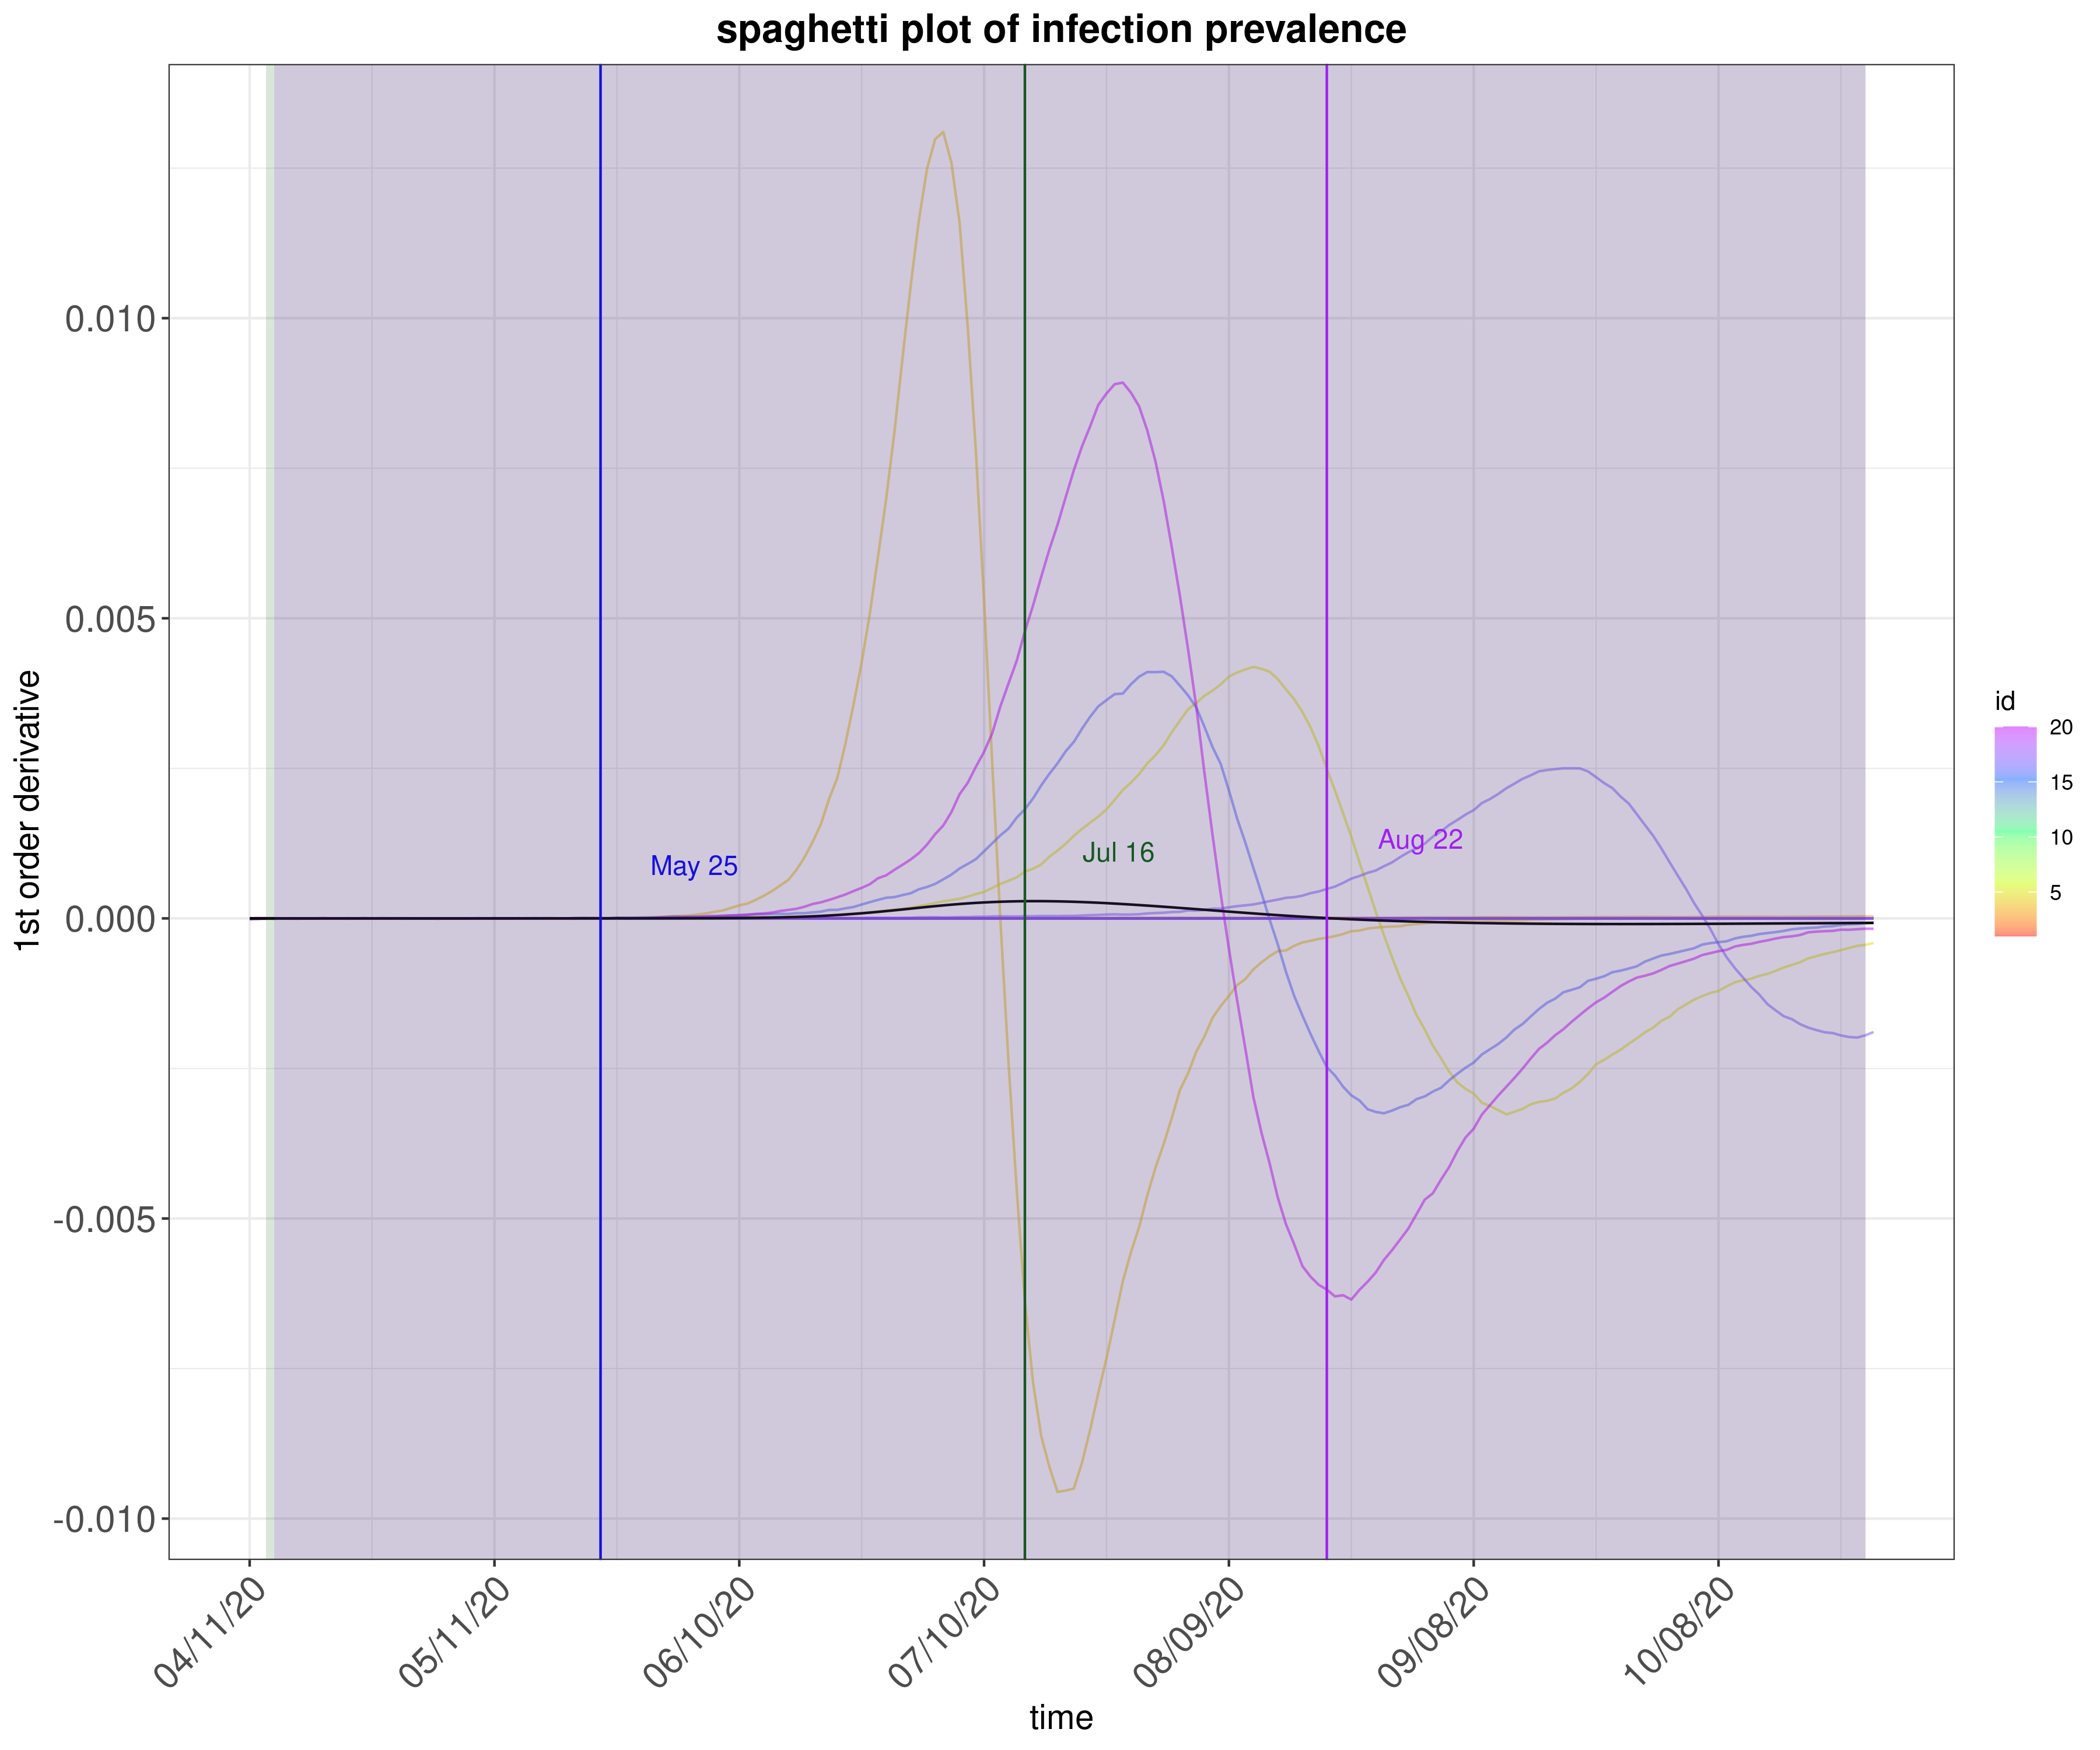 spaghetti plot of infection prevalence
1st order derivative
0.010
0.005
0.000
-0.005
-0.010
May 25
Jul 16
Aug 22
04/11/20
05/11/20
06/10/20
07/10/20
08/09/20
09/08/20
10/08/20
time
id
20
15
10
5